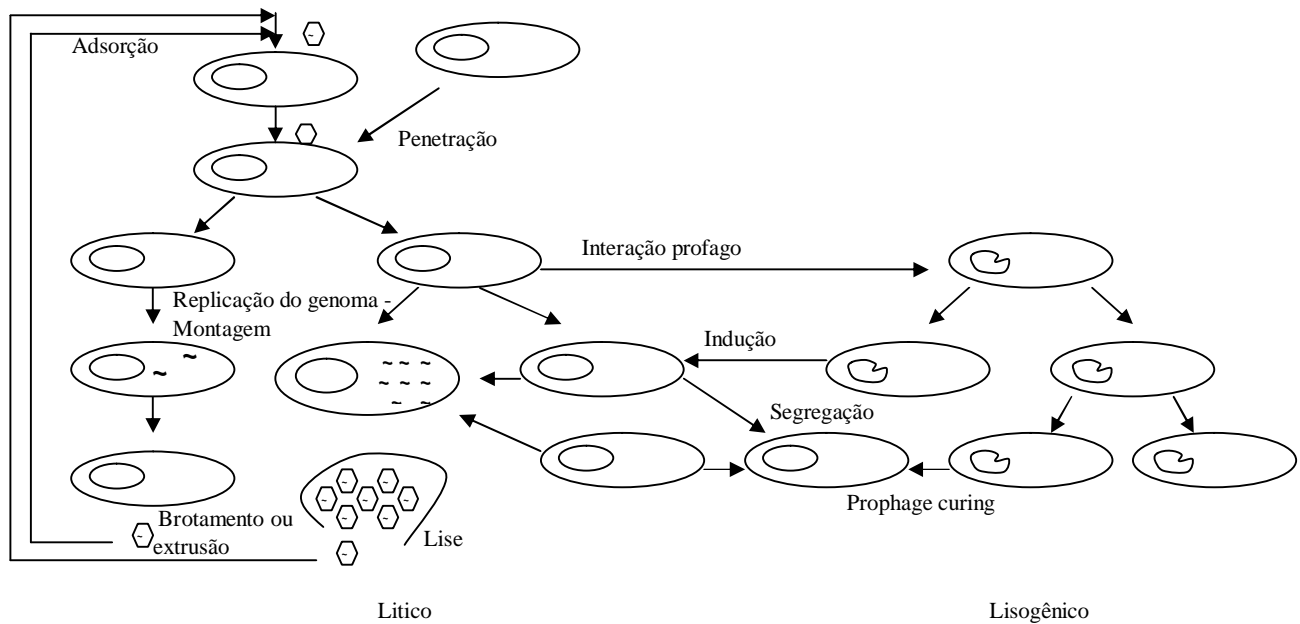 Adsorção
Penetração
Interação profago
Replicação do genoma -
Montagem
Indução
Segregação
Prophage curing
Brotamento ou
extrusão
Lise
Litico
Lisogênico